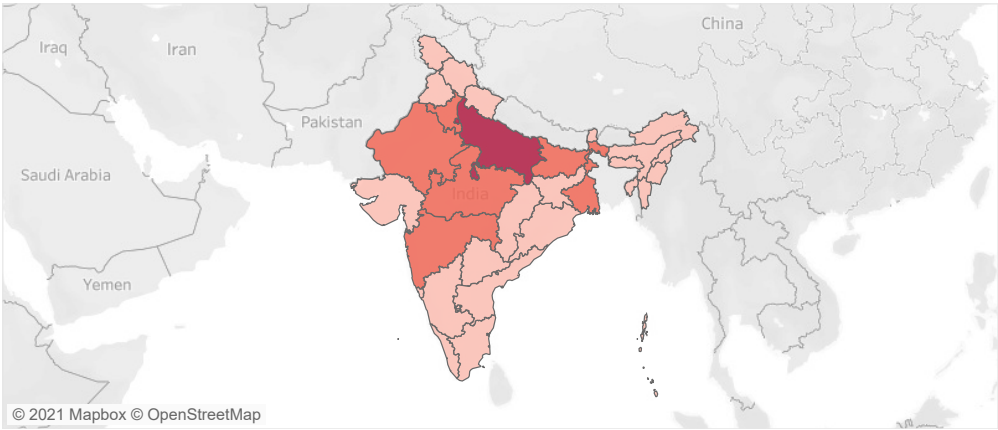 China
Iraq
Iran
Pakistan
Saudi Arabia
India
Yemen
© 2021 Mapbox © OpenStreetMap